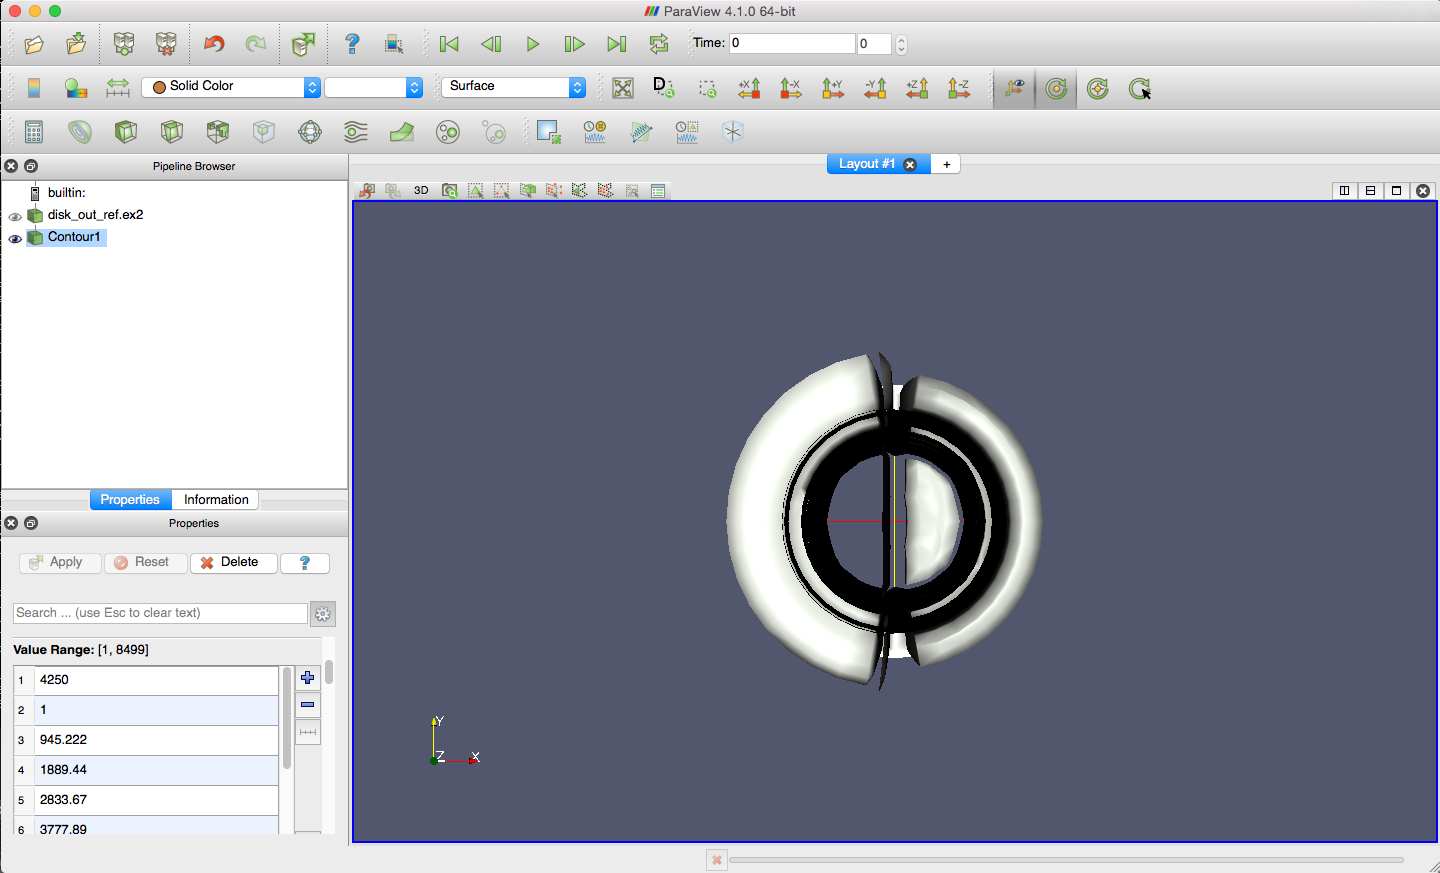 ParaView 4.1.0 64-bit
Time: 0 0
Solid Color Surface +X -X +Y -Y +Z -Z
Pipeline Browser
Layout #1 +
3D
builtin:
disk_out_ref.ex2
Contour1
Properties Information
Properties
Apply Reset Delete ?
Search ... (use Esc to clear text)
Value Range: [1, 8499]
1 4250
2 1
3 945.222
4 1889.44
5 2833.67
6 3777.89
Y
Z X